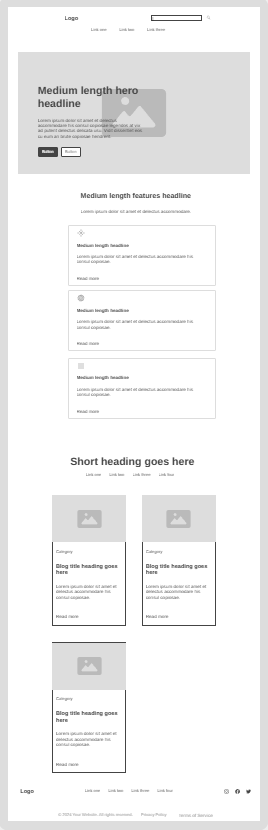 Logo
Link one Link two Link three
Medium length hero
headline
Lorem ipsum dolor sit amet et delectus
accommodare his consul copiosae legendos at vix
ad putent delectus delicata usu. Vidit dissentiet eos
cu eum an brute copiosae hendrerit.
Button Button
Medium length features headline
Lorem ipsum dolor sit amet et delectus accommodare.
Medium length headline
Lorem ipsum dolor sit amet et delectus accommodare his
consul copiosae.
Read more
Medium length headline
Lorem ipsum dolor sit amet et delectus accommodare his
consul copiosae.
Read more
Medium length headline
Lorem ipsum dolor sit amet et delectus accommodare his
consul copiosae.
Read more
Short heading goes here
Link one Link two Link three Link four
Category
Blog title heading goes
here
Lorem ipsum dolor sit amet et
delectus accommodare his
consul copiosae.
Read more
Category
Blog title heading goes
here
Lorem ipsum dolor sit amet et
delectus accommodare his
consul copiosae.
Read more
Category
Blog title heading goes
here
Lorem ipsum dolor sit amet et
delectus accommodare his
consul copiosae.
Read more
Logo
Link one Link two Link three Link four
Your Website. All rights reserved. Privacy Policy Terms of Service